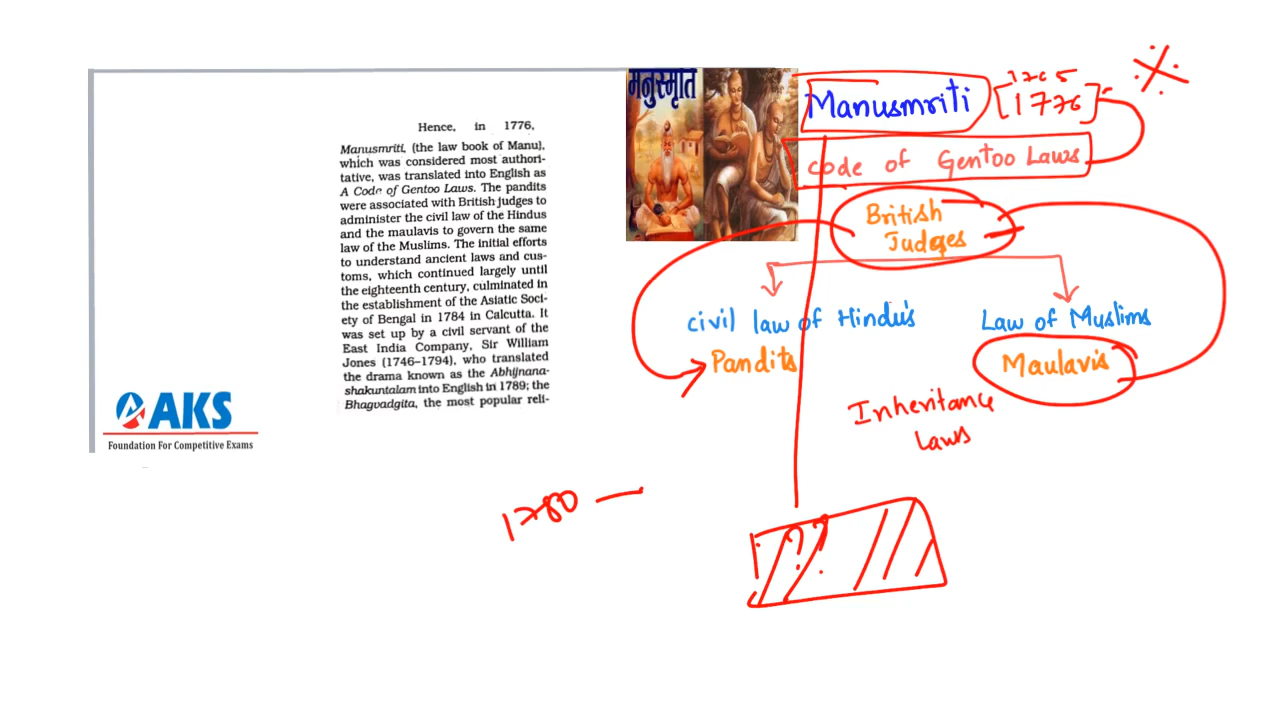 Hence, in 1776,
Manusmriti, (the law book of Manu),
which was considered most authori-
tative, was translated into English as
A Code of Gentoo Laws. The pandits
were associated with British judges to
administer the civil law of the Hindus
and the maulavis to govern the same
law of the Muslims. The initial efforts
to understand ancient laws and cus-
toms, which continued largely until
the eighteenth century, culminated in
the establishment of the Asiatic Soci-
ety of Bengal in 1784 in Calcutta. It
was set up by a civil servant of the
East India Company, Sir William
Jones (1746–1794), who translated
the drama known as the Abhijnana-
shakuntalam into English in 1789; the
Bhagvadgita, the most popular reli-
AKS
Foundation For Competitive Exams
मनुस्मृति
1765
Manusmriti [1776]
code of Gentoo Laws
British
Judges
civil law of Hindu's
Pandits
Law of Muslims
Maulavis
Inheritance
Laws
1780 —
??